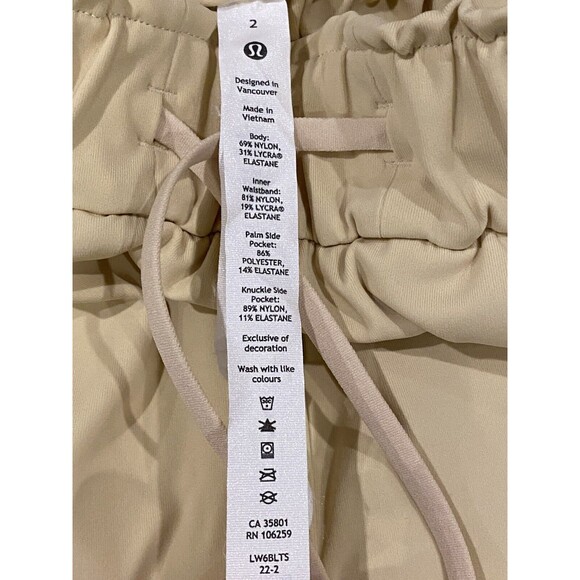 2
Designed in
Vancouver
Made in
Vietnam
Body:
69% NYLON,
31% LYCRA®
ELASTANE
Inner
Waistband:
81% NYLON,
19% LYCRA®
ELASTANE
Palm Side
Pocket:
86%
POLYESTER,
14% ELASTANE
Knuckle Side
Pocket:
89% NYLON,
11% ELASTANE
Exclusive of
decoration
Wash with like
colours
CA 35801
RN 106259
LW6BLTS
22-2